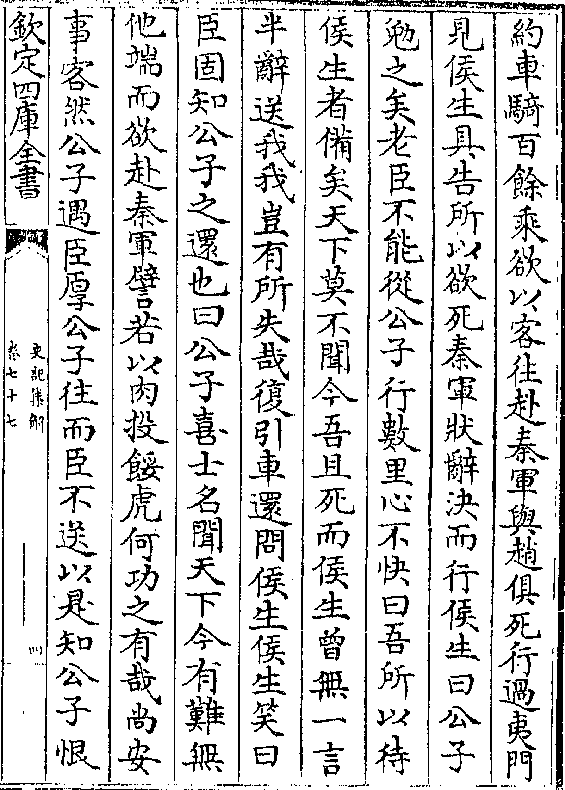 約車騎百餘乘欲以客往赴秦軍與趙俱死行過夷門
見侯生具告所以欲死秦軍狀辭決而行侯生曰公子
勉之矣老臣不能從公子行數里心不快曰吾所以待
侯生者備矣天下莫不聞今吾且死而侯生曾無一言
半辭送我我豈有所失哉復引車還問侯生侯生笑曰
臣固知公子之還也曰公子喜士名聞天下今有難無
他端而欲赴秦軍譬若以肉投餒虎何功之有哉尚安
事客然公子遇臣厚公子往而臣不送以是知公子恨
欽定四庫全書
史記集解
卷七十七
四